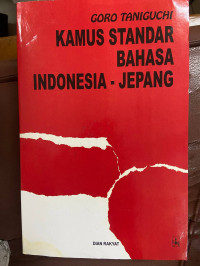 GORO TANIGUCHI
KAMUS STANDAR
BAHASA
INDONESIA - JEPANG
DIAN RAKYAT